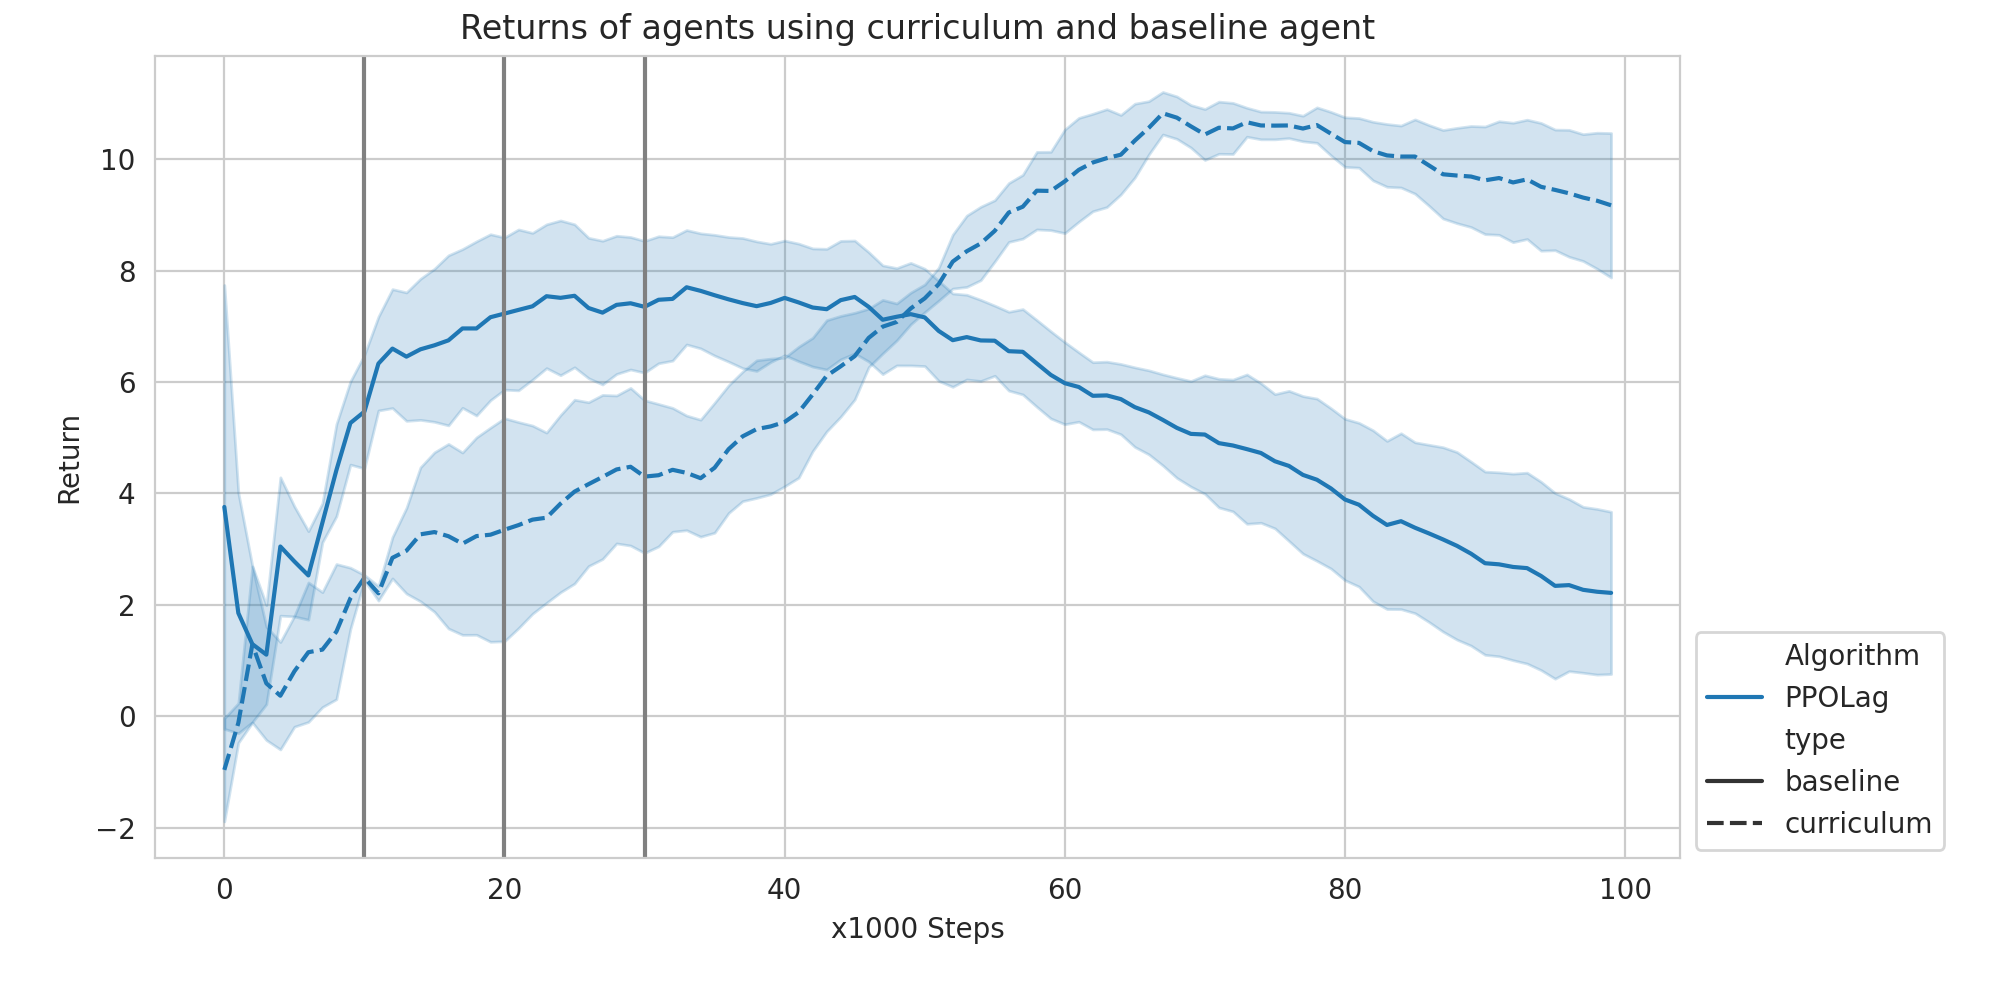 Returns of agents using curriculum and baseline agent
Return
10
8
6
4
2
0
−2
0 20 40 60 80 100
x1000 Steps
Algorithm
PPOLag
type
baseline
curriculum